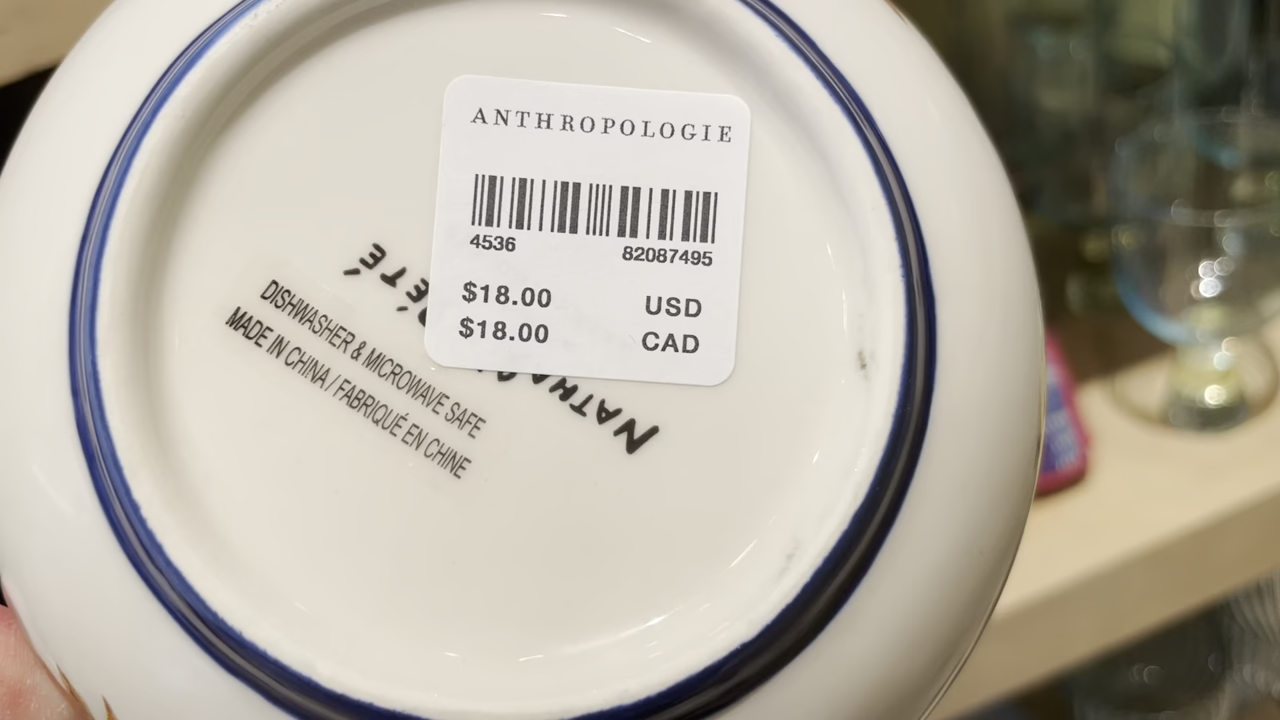 ANTHROPOLOGIE
4536 82087495
$18.00 USD
$18.00 CAD
DISHWASHER & MICROWAVE SAFE
MADE IN CHINA / FABRIQUÉ EN CHINE